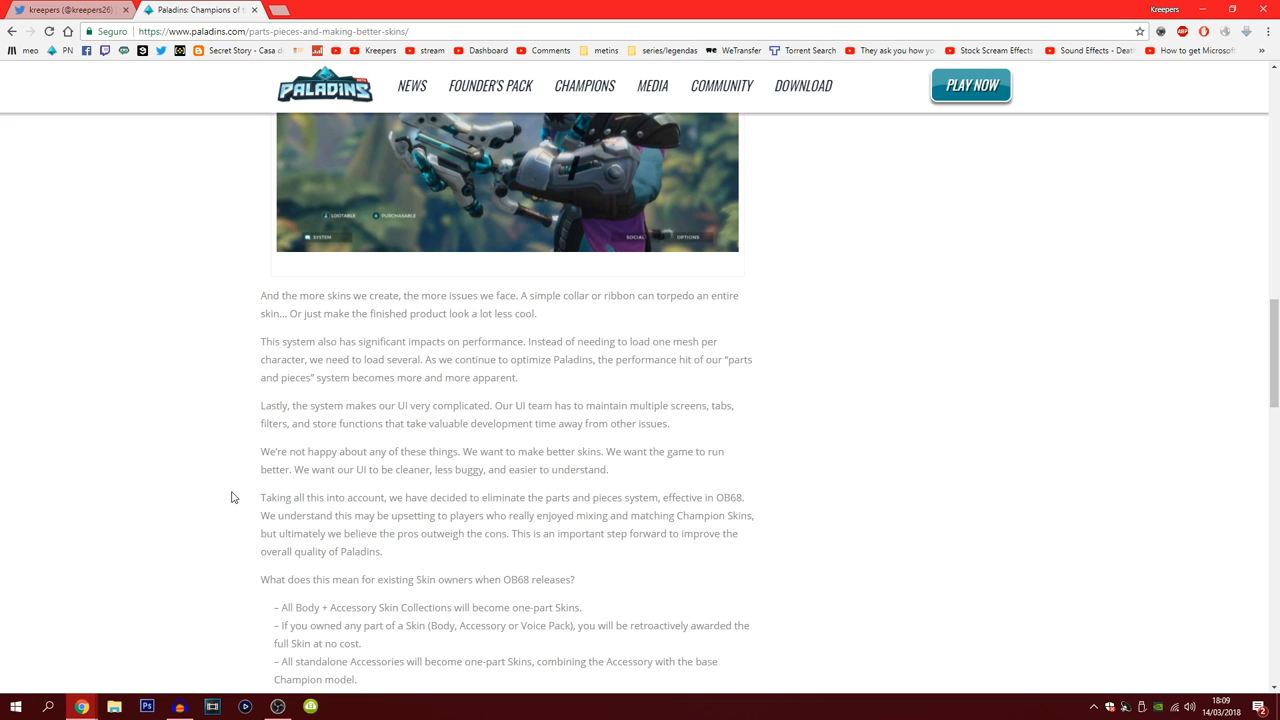 kreepers (@kreepers26)
Paladins: Champions of t
Kreepers
Seguro
https://www.paladins.com/parts-pieces-and-making-better-skins/
meo
PN
Secret Story - Casa d
Kreepers
stream
Dashboard
Comments
metins
series/legendas
WeTransfer
Torrent Search
They ask you how yo
Stock Scream Effects
Sound Effects - Deat
How to get Microsof
PALADINS
NEWS
FOUNDER'S PACK
CHAMPIONS
MEDIA
COMMUNITY
DOWNLOAD
PLAY NOW
LOOTABLE
PURCHASABLE
SYSTEM
SOCIAL
OPTIONS
And the more skins we create, the more issues we face. A simple collar or ribbon can torpedo an entire
skin… Or just make the finished product look a lot less cool.
This system also has significant impacts on performance. Instead of needing to load one mesh per
character, we need to load several. As we continue to optimize Paladins, the performance hit of our “parts
and pieces” system becomes more and more apparent.
Lastly, the system makes our UI very complicated. Our UI team has to maintain multiple screens, tabs,
filters, and store functions that take valuable development time away from other issues.
We’re not happy about any of these things. We want to make better skins. We want the game to run
better. We want our UI to be cleaner, less buggy, and easier to understand.
Taking all this into account, we have decided to eliminate the parts and pieces system, effective in OB68.
We understand this may be upsetting to players who really enjoyed mixing and matching Champion Skins,
but ultimately we believe the pros outweigh the cons. This is an important step forward to improve the
overall quality of Paladins.
What does this mean for existing Skin owners when OB68 releases?
– All Body + Accessory Skin Collections will become one-part Skins.
– If you owned any part of a Skin (Body, Accessory or Voice Pack), you will be retroactively awarded the
full Skin at no cost.
– All standalone Accessories will become one-part Skins, combining the Accessory with the base
Champion model.
18:09
14/03/2018